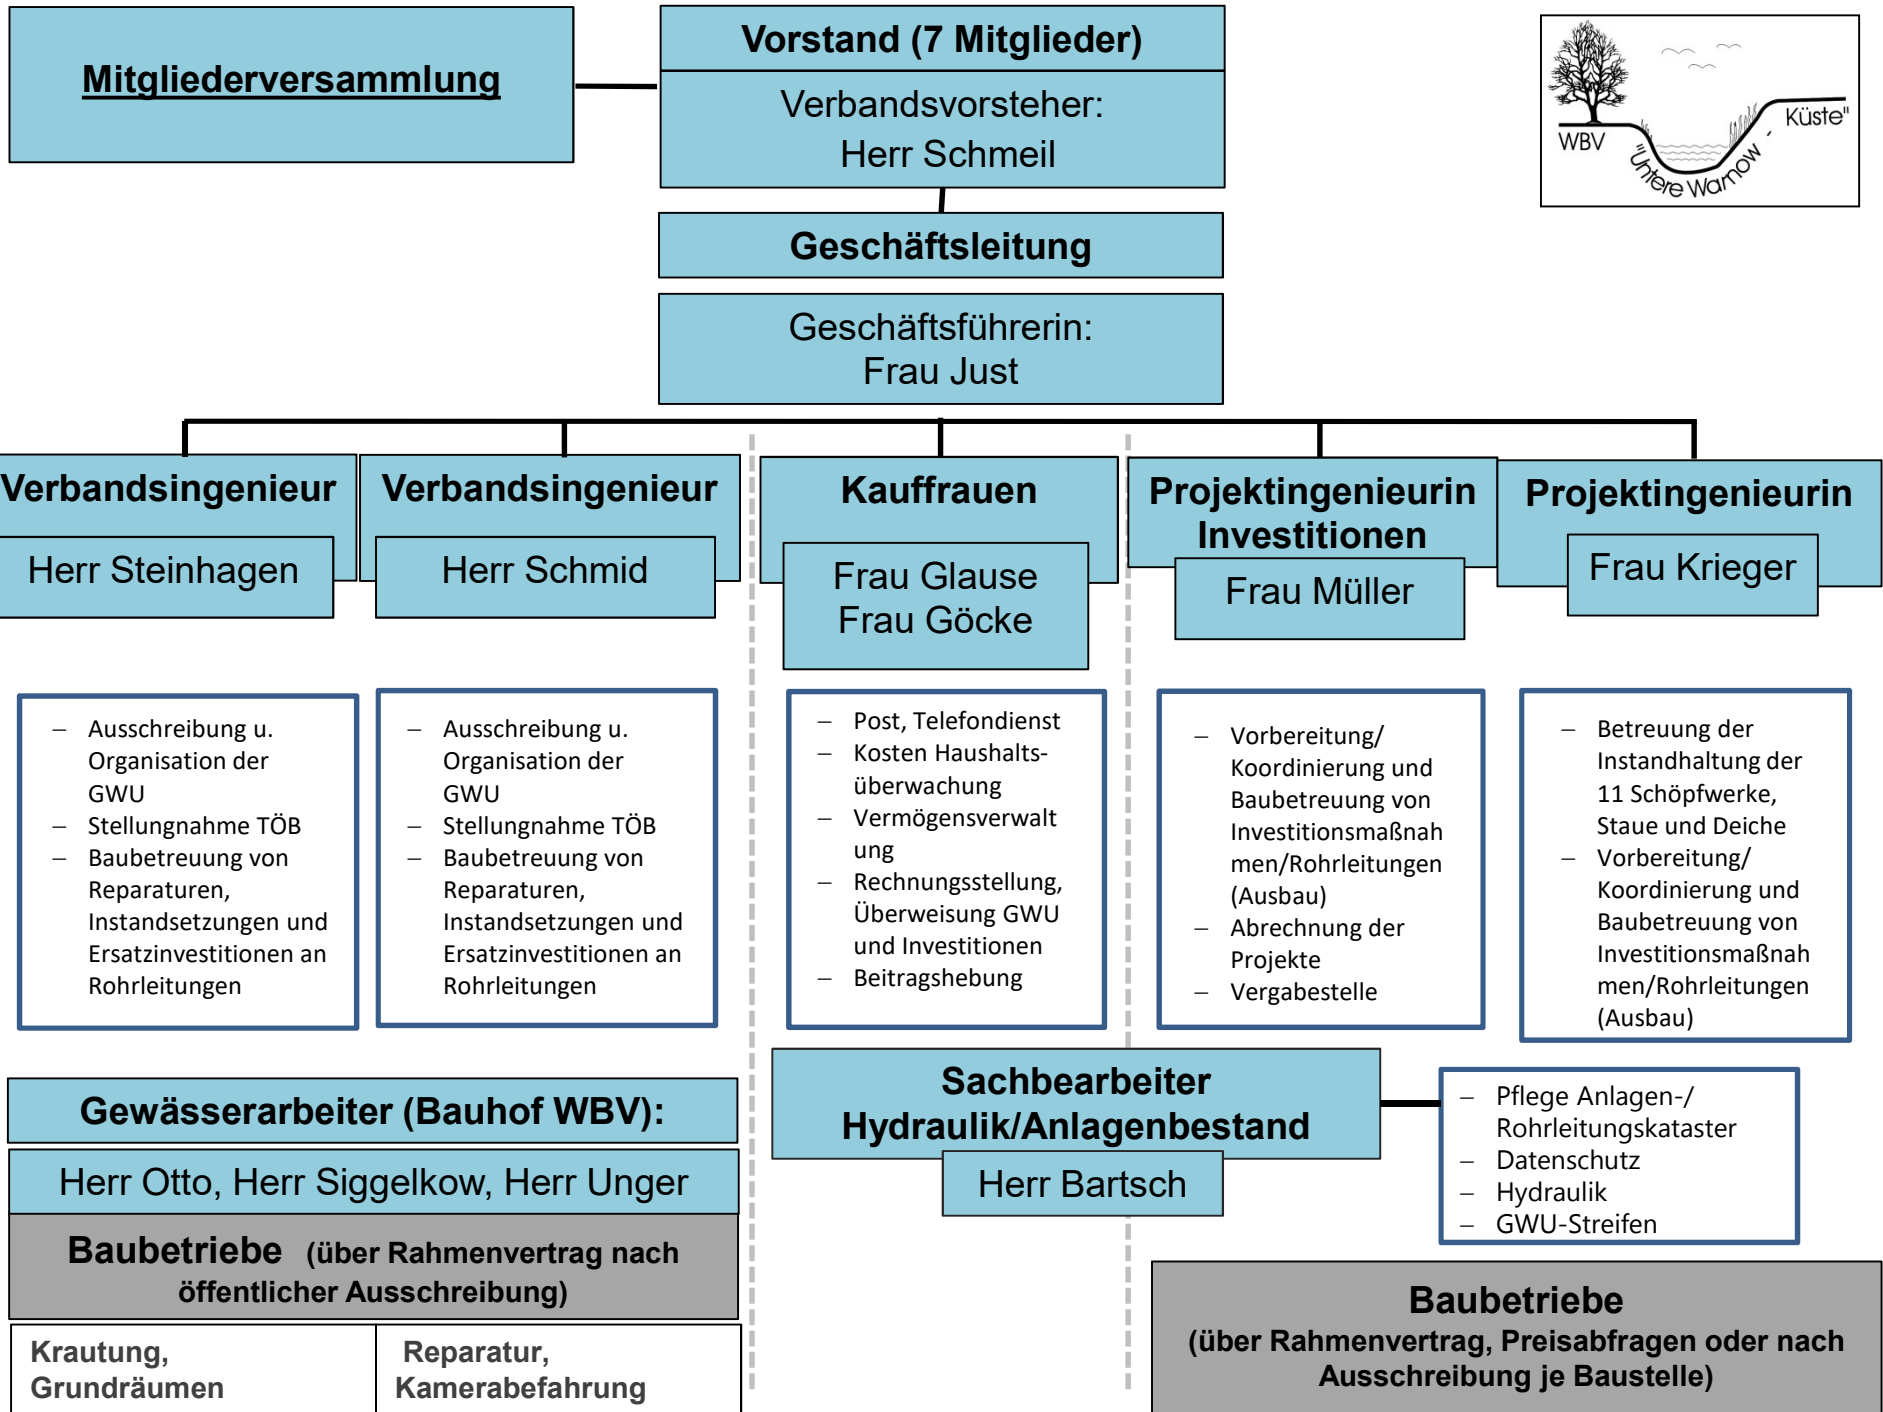 Mitgliederversammlung
Vorstand (7 Mitglieder)
Verbandsvorsteher:
Herr Schmeil
WBV
"Untere Warnow -
Küste"
Geschäftsleitung
Geschäftsführerin:
Frau Just
Verbandsingenieur
Herr Steinhagen
Verbandsingenieur
Herr Schmid
Kauffrauen
Frau Glause
Frau Göcke
Projektingenieurin
Investitionen
Frau Müller
Projektingenieurin
Frau Krieger
– Ausschreibung u.
Organisation der
GWU
– Stellungnahme TÖB
– Baubetreuung von
Reparaturen,
Instandsetzungen und
Ersatzinvestitionen an
Rohrleitungen
– Ausschreibung u.
Organisation der
GWU
– Stellungnahme TÖB
– Baubetreuung von
Reparaturen,
Instandsetzungen und
Ersatzinvestitionen an
Rohrleitungen
– Post, Telefondienst
– Kosten Haushalts-
überwachung
– Vermögensverwalt
ung
– Rechnungsstellung,
Überweisung GWU
und Investitionen
– Beitragshebung
– Vorbereitung/
Koordinierung und
Baubetreuung von
Investitionsmaßnah
men/Rohrleitungen
(Ausbau)
– Abrechnung der
Projekte
– Vergabestelle
– Betreuung der
Instandhaltung der
11 Schöpfwerke,
Staue und Deiche
– Vorbereitung/
Koordinierung und
Baubetreuung von
Investitionsmaßnah
men/Rohrleitungen
(Ausbau)
Gewässerarbeiter (Bauhof WBV):
Herr Otto, Herr Siggelkow, Herr Unger
Baubetriebe (über Rahmenvertrag nach
öffentlicher Ausschreibung)
Krautung,
Grundräumen
Reparatur,
Kamerabefahrung
Sachbearbeiter
Hydraulik/Anlagenbestand
Herr Bartsch
– Pflege Anlagen-/
Rohrleitungskataster
– Datenschutz
– Hydraulik
– GWU-Streifen
Baubetriebe
(über Rahmenvertrag, Preisabfragen oder nach
Ausschreibung je Baustelle)